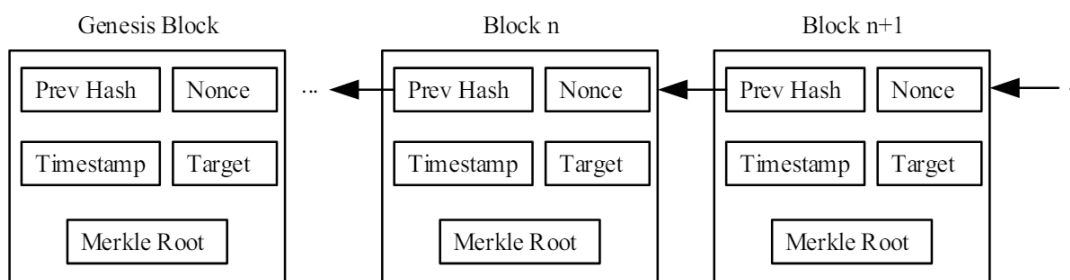 Genesis Block
Block n
Block n+1
Prev Hash
Nonce
...
Prev Hash
Nonce
Prev Hash
Nonce
Timestamp
Target
Timestamp
Target
Timestamp
Target
Merkle Root
Merkle Root
Merkle Root